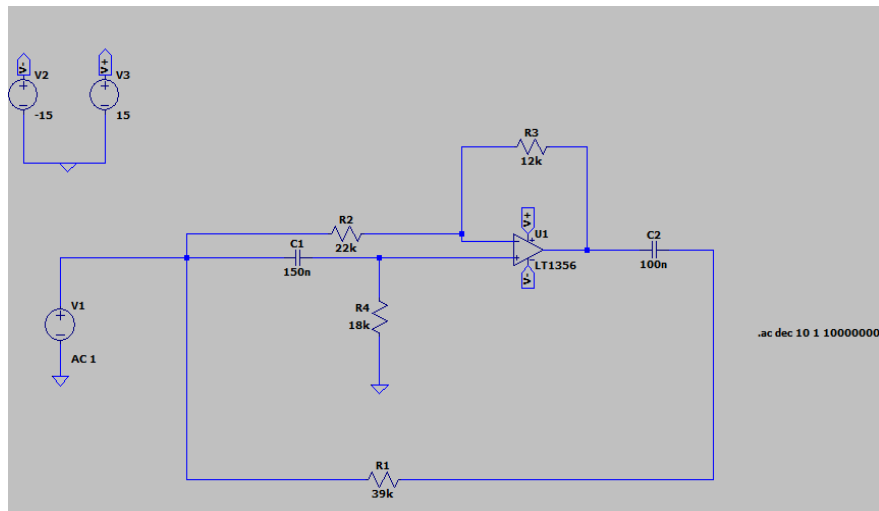 V-
V2
-15
V+
V3
15
R3
12k
V+
U1
LT1356
V-
R2
22k
C1
150n
C2
100n
V1
AC 1
R4
18k
.ac dec 10 1 10000000
R1
39k